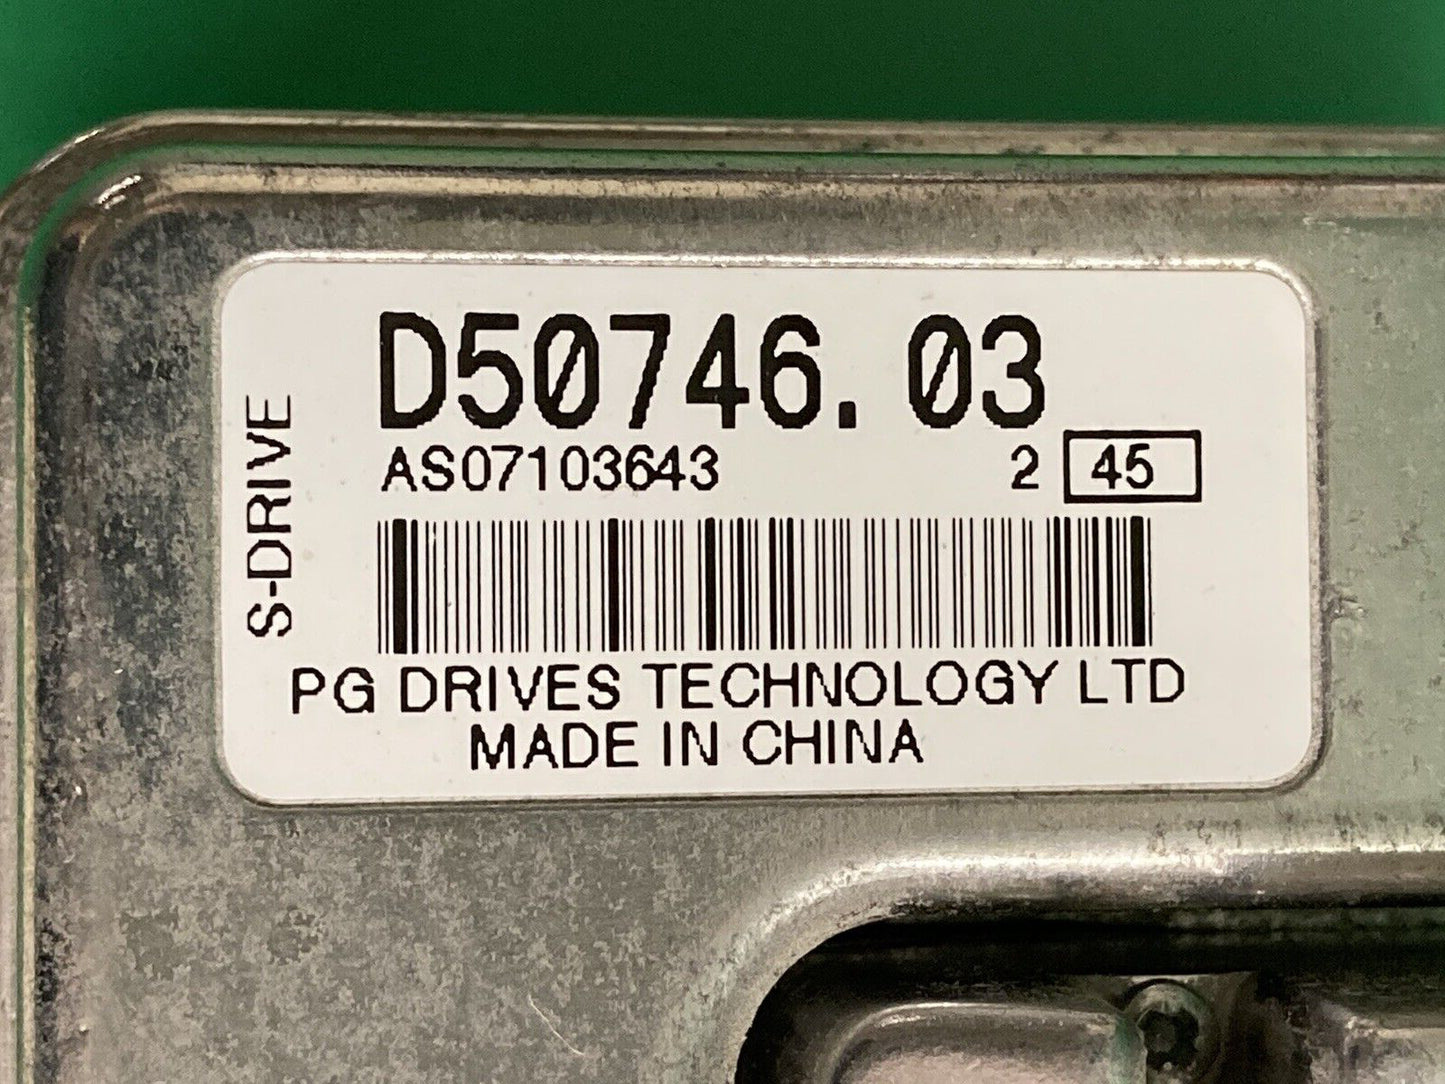 D50746.03
AS07103643 2 45
S-DRIVE
PG DRIVES TECHNOLOGY LTD
MADE IN CHINA